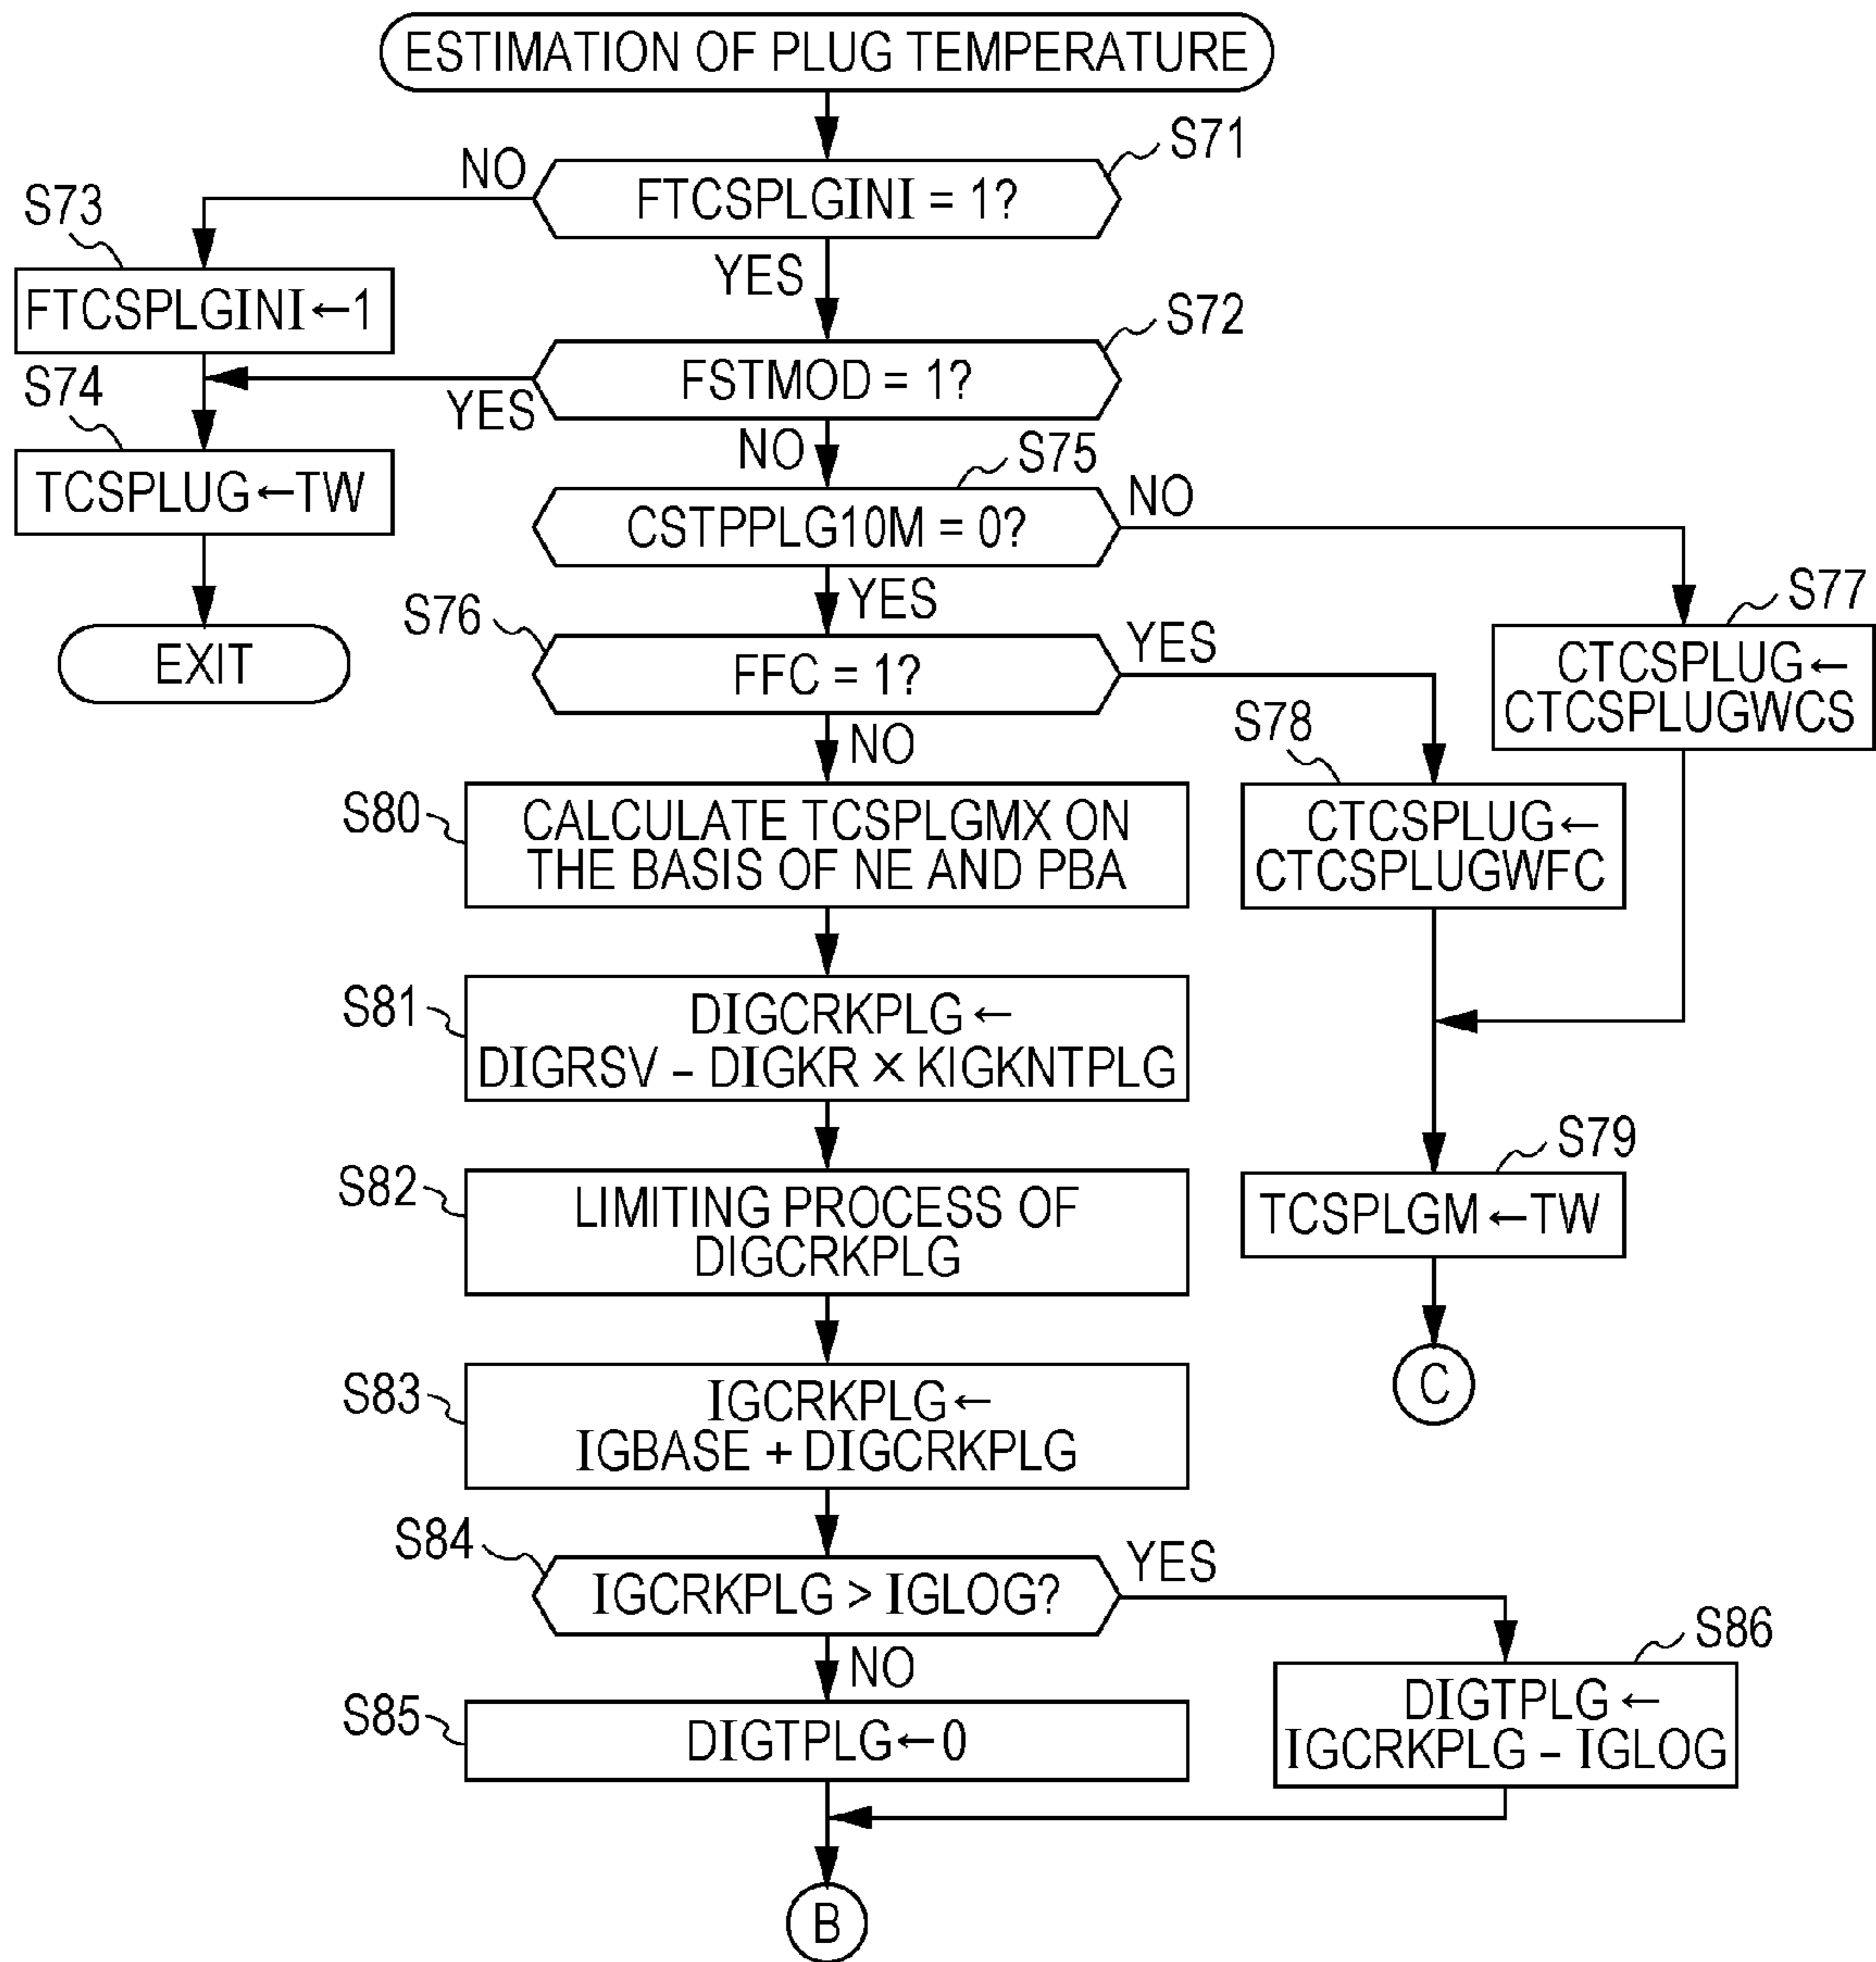 ESTIMATION OF PLUG TEMPERATURE
S71
FTCSPLGINI = 1?
NO
YES
S73
FTCSPLGINI←1
S72
FSTMOD = 1?
YES
NO
S74
TCSPLUG←TW
EXIT
S75
CSTPPLG10M = 0?
NO
YES
S76
FFC = 1?
YES
NO
S77
CTCSPLUG←
CTCSPLUGWCS
S78
CTCSPLUG←
CTCSPLUGWFC
S79
TCSPLGM←TW
C
S80
CALCULATE TCSPLGMX ON
THE BASIS OF NE AND PBA
S81
DIGCRKPLG←
DIGRSV – DIGKR × KIGKNTPLG
S82
LIMITING PROCESS OF
DIGCRKPLG
S83
IGCRKPLG←
IGBASE + DIGCRKPLG
S84
IGCRKPLG > IGLOG?
YES
NO
S85
DIGTPLG←0
S86
DIGTPLG←
IGCRKPLG – IGLOG
B